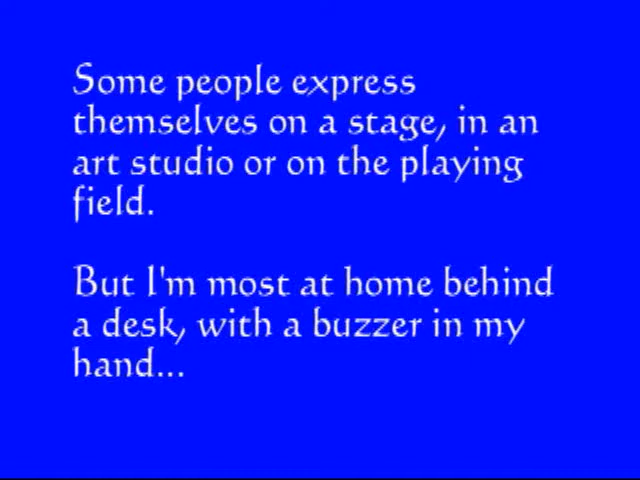 Some people express
themselves on a stage, in an
art studio or on the playing
field.
But I'm most at home behind
a desk, with a buzzer in my
hand...